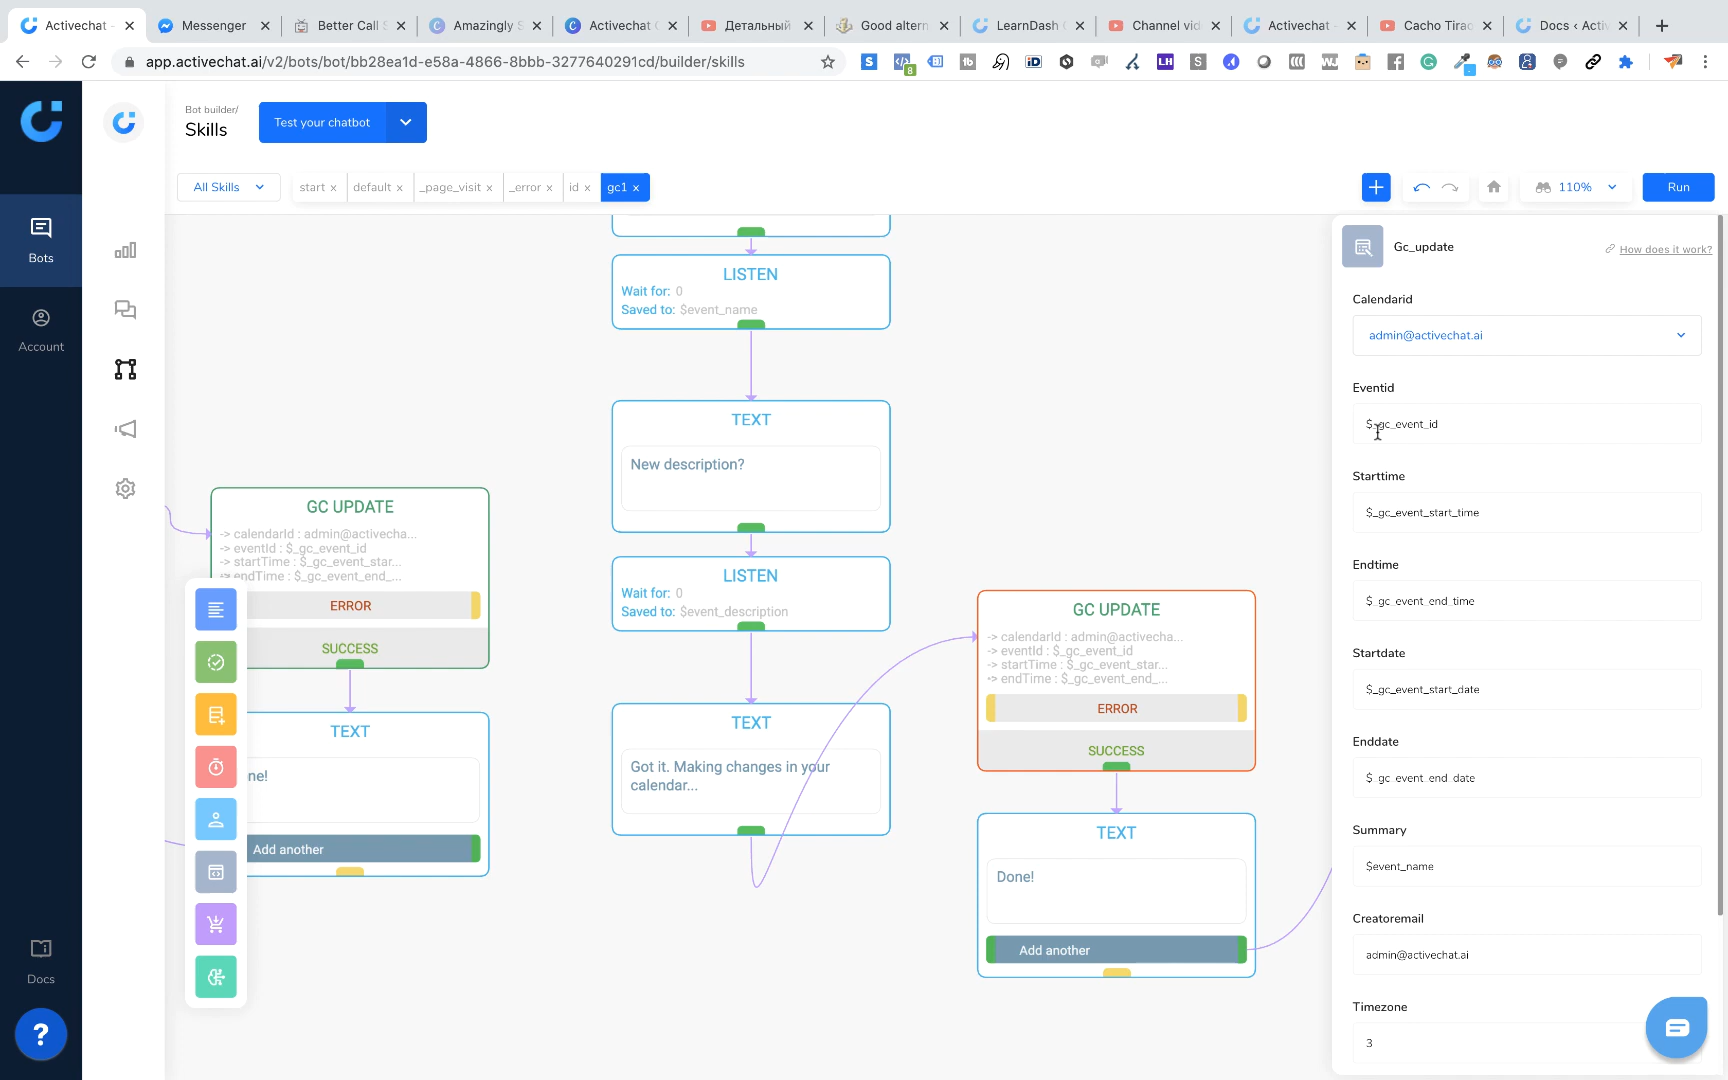 Activechat -
Messenger
Better Call S
Amazingly S
Activechat C
Детальный
Good altern
LearnDash
Channel vid
Activechat -
Cacho Tirao
Docs ‹ Activ
app.activechat.ai/v2/bots/bot/bb28ea1d-e58a-4866-8bbb-3277640291cd/builder/skills
Bot builder/
Skills
Test your chatbot
All Skills
start ×
default ×
_page_visit ×
_error ×
id ×
gc1 ×
110%
Run
Bots
Account
Docs
?
LISTEN
Wait for: 0
Saved to: $event_name
TEXT
New description?
LISTEN
Wait for: 0
Saved to: $event_description
TEXT
Got it. Making changes in your
calendar...
GC UPDATE
-> calendarId : admin@activecha...
-> eventId : $_gc_event_id
-> startTime : $_gc_event_star...
-> endTime : $_gc_event_end_...
ERROR
SUCCESS
TEXT
ne!
Add another
GC UPDATE
-> calendarId : admin@activecha...
-> eventId : $_gc_event_id
-> startTime : $_gc_event_star...
-> endTime : $_gc_event_end_...
ERROR
SUCCESS
TEXT
Done!
Add another
Gc_update
How does it work?
Calendarid
admin@activechat.ai
Eventid
$_gc_event_id
Starttime
$_gc_event_start_time
Endtime
$_gc_event_end_time
Startdate
$_gc_event_start_date
Enddate
$_gc_event_end_date
Summary
$event_name
Creatoremail
admin@activechat.ai
Timezone
3